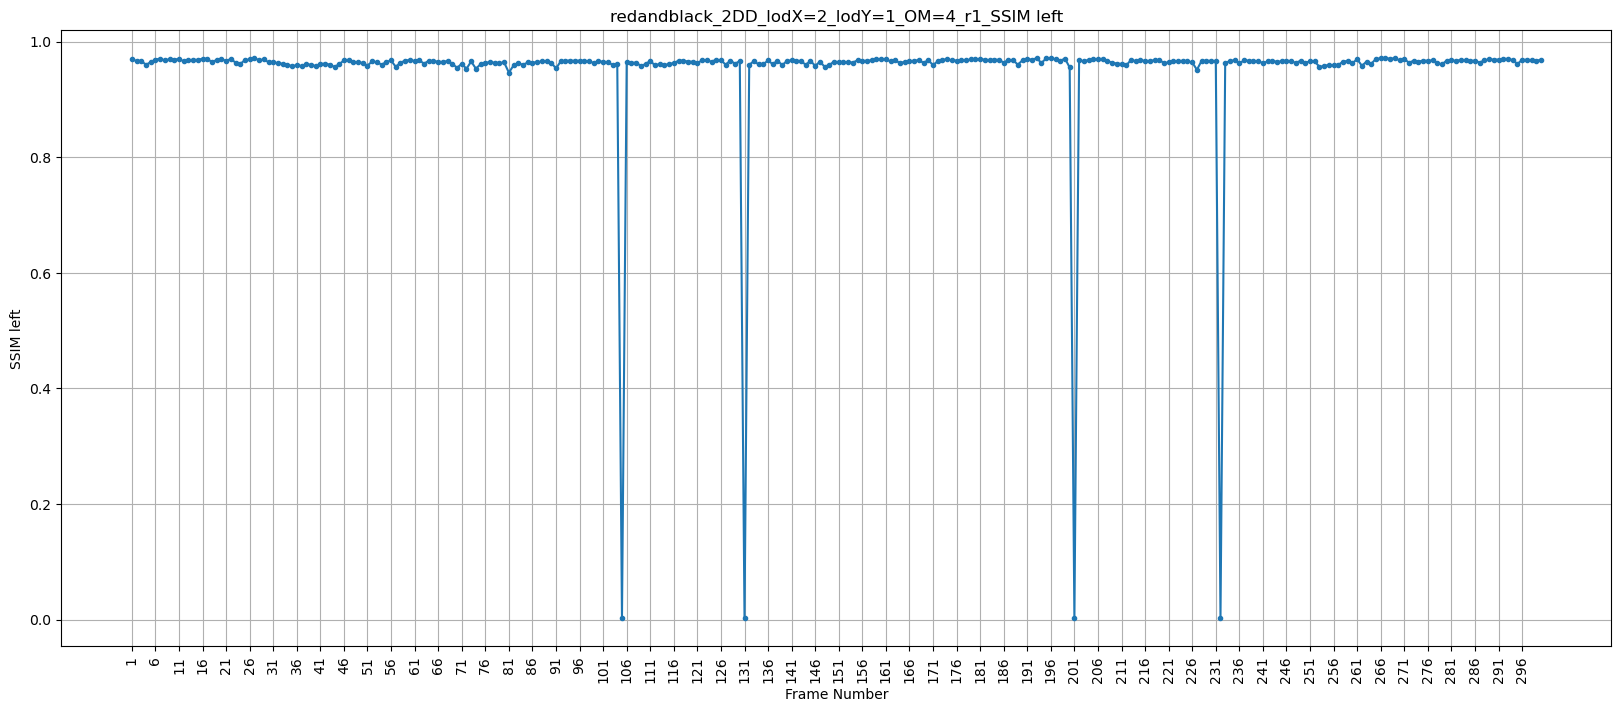 redandblack_2DD_lodX=2_lodY=1_OM=4_r1_SSIM left
1.0
0.8
0.6
0.4
0.2
0.0
SSIM left
1 6 11 16 21 26 31 36 41 46 51 56 61 66 71 76 81 86 91 96 101 106 111 116 121 126 131 136 141 146 151 156 161 166 171 176 181 186 191 196 201 206 211 216 221 226 231 236 241 246 251 256 261 266 271 276 281 286 291 296
Frame Number